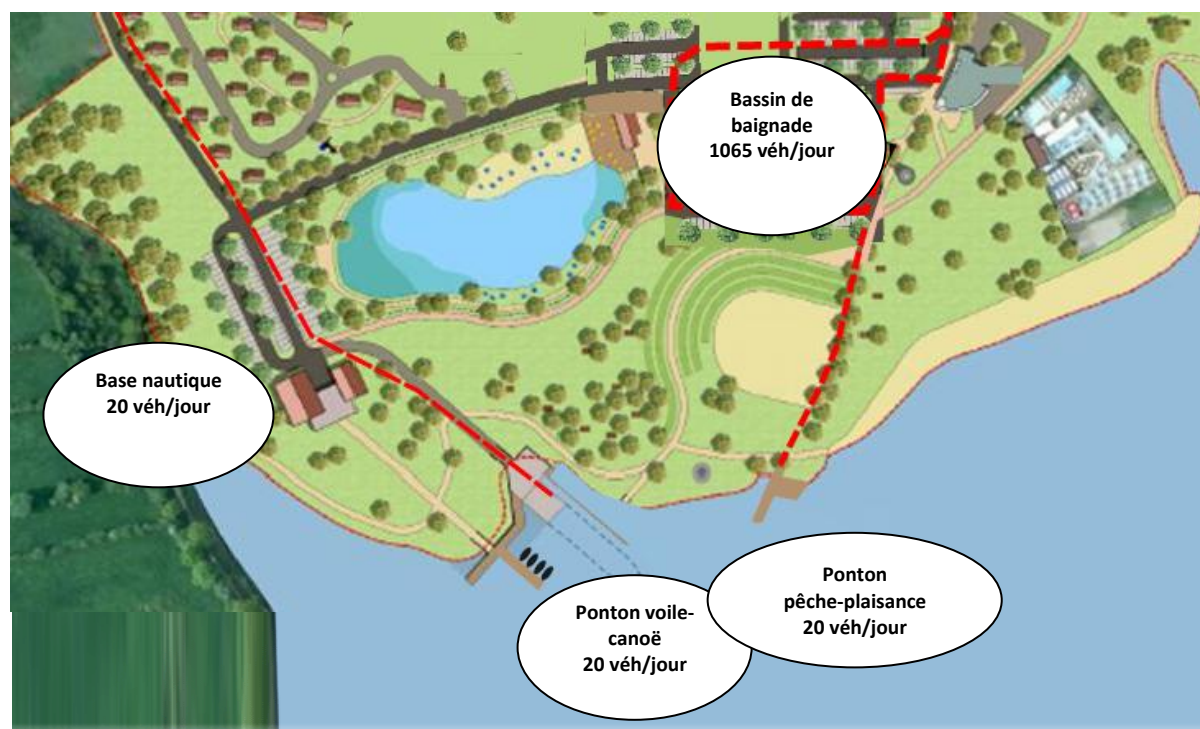 Bassin de
baignade
1065 véh/jour
Base nautique
20 véh/jour
Ponton voile-
canoë
20 véh/jour
Ponton
pêche-plaisance
20 véh/jour